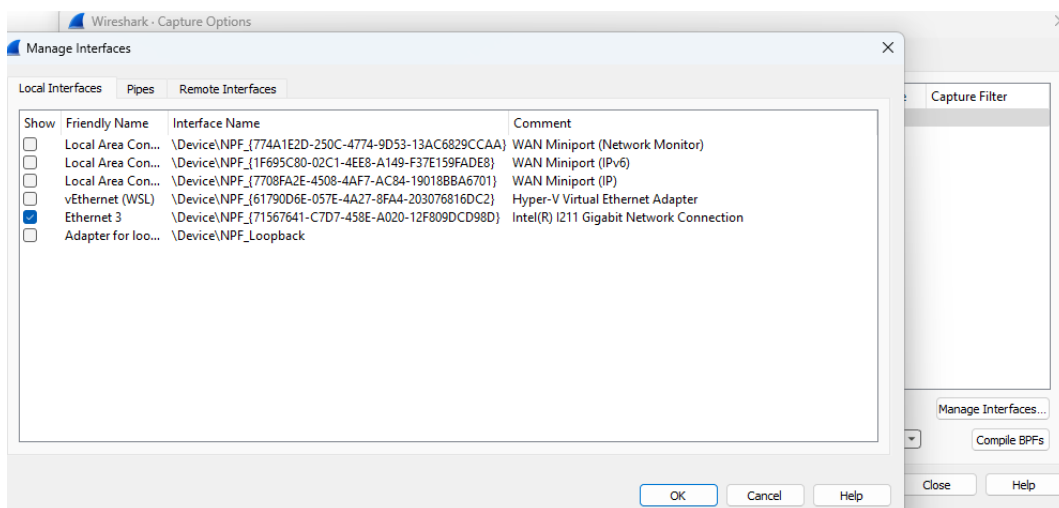 Wireshark · Capture Options
Manage Interfaces
Local Interfaces Pipes Remote Interfaces
Capture Filter
Show Friendly Name Interface Name Comment
Local Area Con... \Device\NPF_{774A1E2D-250C-4774-9D53-13AC6829CCAA} WAN Miniport (Network Monitor)
Local Area Con... \Device\NPF_{1F695C80-02C1-4EE8-A149-F37E159FADE8} WAN Miniport (IPv6)
Local Area Con... \Device\NPF_{7708FA2E-4508-4AF7-AC84-19018BBA6701} WAN Miniport (IP)
vEthernet (WSL) \Device\NPF_{61790D6E-057E-4A27-8FA4-203076816DC2} Hyper-V Virtual Ethernet Adapter
Ethernet 3 \Device\NPF_{71567641-C7D7-458E-A020-12F809DCD98D} Intel(R) I211 Gigabit Network Connection
Adapter for loo... \Device\NPF_Loopback
Manage Interfaces...
Compile BPFs
OK Cancel Help
Close Help